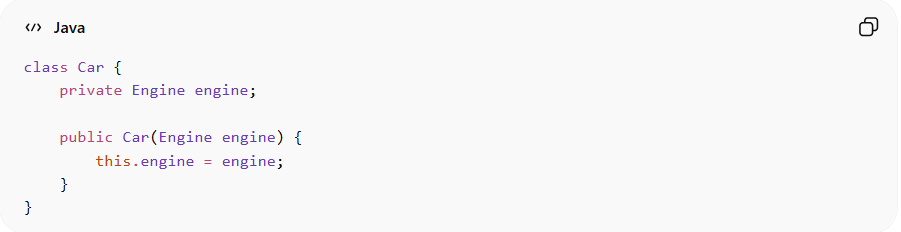 </> Java
class Car {
    private Engine engine;

    public Car(Engine engine) {
        this.engine = engine;
    }
}